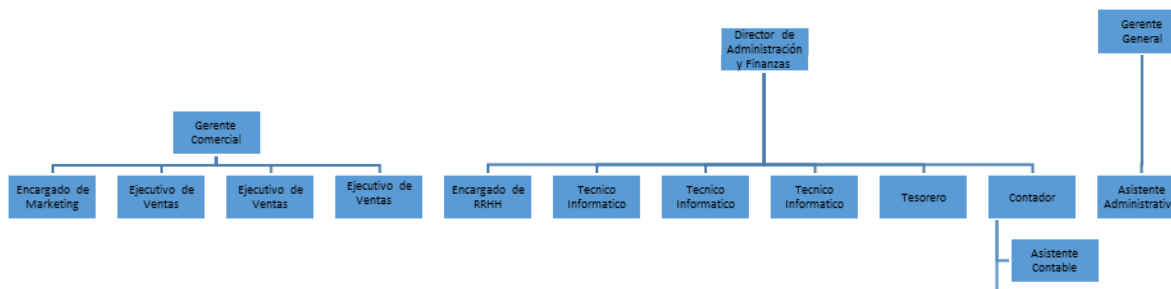 Gerente
General
Director de
Administración
y Finanzas
Gerente
Comercial
Encargado de
Marketing
Ejecutivo de
Ventas
Ejecutivo de
Ventas
Ejecutivo de
Ventas
Encargado de
RRHH
Tecnico
Informatico
Tecnico
Informatico
Tecnico
Informatico
Tesorero
Contador
Asistente
Administrativ
Asistente
Contable